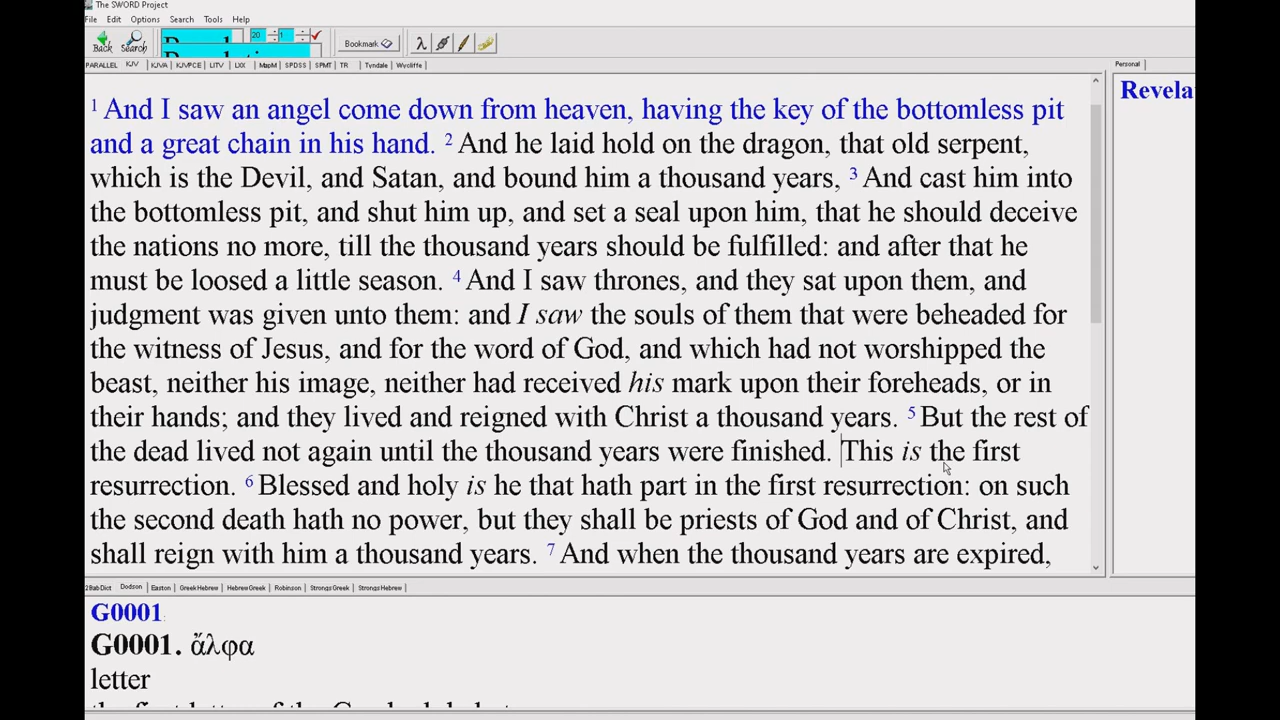 The SWORD Project
File Edit Options Search Tools Help
Back Search 20 1 Bookmark λ
PARALLEL KJV KJVA KJVPCE LITV LXX MapM SPDSS SPMT TR Tyndale Wycliffe
Personal
Revela
1 And I saw an angel come down from heaven, having the key of the bottomless pit
and a great chain in his hand. 2 And he laid hold on the dragon, that old serpent,
which is the Devil, and Satan, and bound him a thousand years, 3 And cast him into
the bottomless pit, and shut him up, and set a seal upon him, that he should deceive
the nations no more, till the thousand years should be fulfilled: and after that he
must be loosed a little season. 4 And I saw thrones, and they sat upon them, and
judgment was given unto them: and I saw the souls of them that were beheaded for
the witness of Jesus, and for the word of God, and which had not worshipped the
beast, neither his image, neither had received his mark upon their foreheads, or in
their hands; and they lived and reigned with Christ a thousand years. 5 But the rest of
the dead lived not again until the thousand years were finished. This is the first
resurrection. 6 Blessed and holy is he that hath part in the first resurrection: on such
the second death hath no power, but they shall be priests of God and of Christ, and
shall reign with him a thousand years. 7 And when the thousand years are expired,
2BabDict Dodson Easton GreekHebrew HebrewGreek Robinson StrongsGreek StrongsHebrew
G0001
G0001. ἄλφα
letter